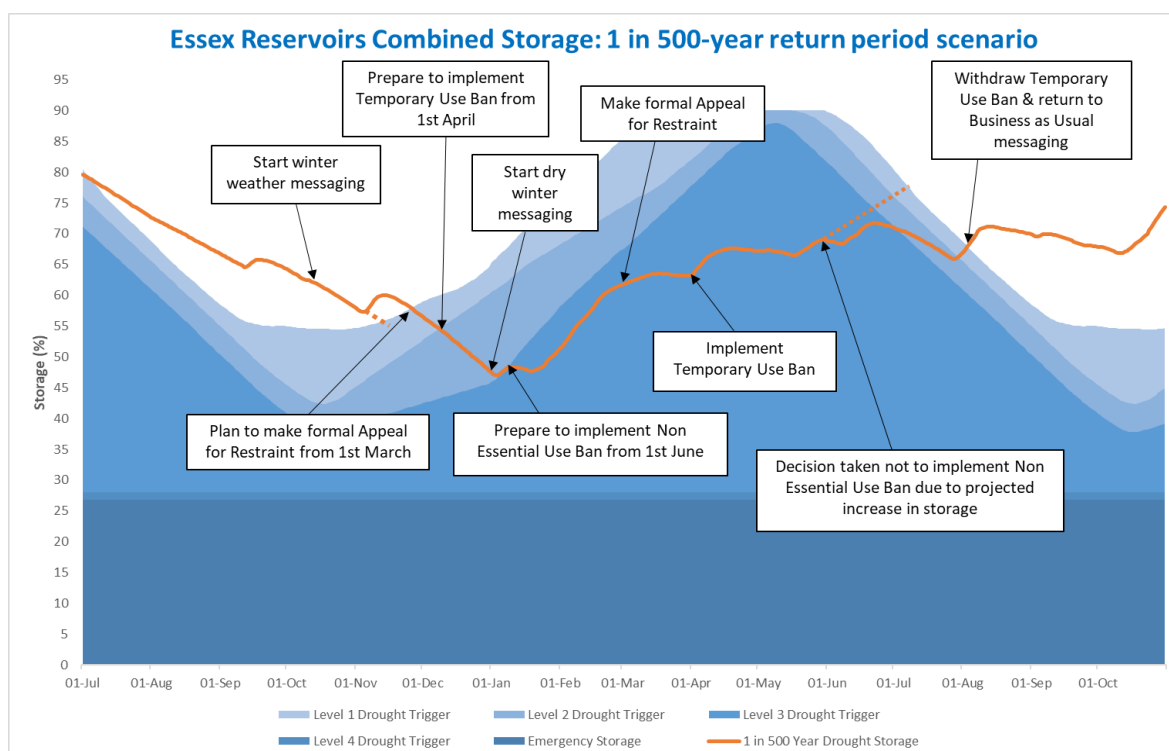 Essex Reservoirs Combined Storage: 1 in 500-year return period scenario
Prepare to implement
Temporary Use Ban from
1st April
Make formal Appeal
for Restraint
Withdraw Temporary
Use Ban & return to
Business as Usual
messaging
Start winter
weather messaging
Start dry
winter
messaging
Implement
Temporary Use Ban
Plan to make formal Appeal
for Restraint from 1st March
Prepare to implement Non
Essential Use Ban from 1st June
Decision taken not to implement Non
Essential Use Ban due to projected
increase in storage
Storage (%)
95
90
85
80
75
70
65
60
55
50
45
40
35
30
25
20
15
10
5
0
01-Jul 01-Aug 01-Sep 01-Oct 01-Nov 01-Dec 01-Jan 01-Feb 01-Mar 01-Apr 01-May 01-Jun 01-Jul 01-Aug 01-Sep 01-Oct
Level 1 Drought Trigger Level 2 Drought Trigger Level 3 Drought Trigger
Level 4 Drought Trigger Emergency Storage 1 in 500 Year Drought Storage